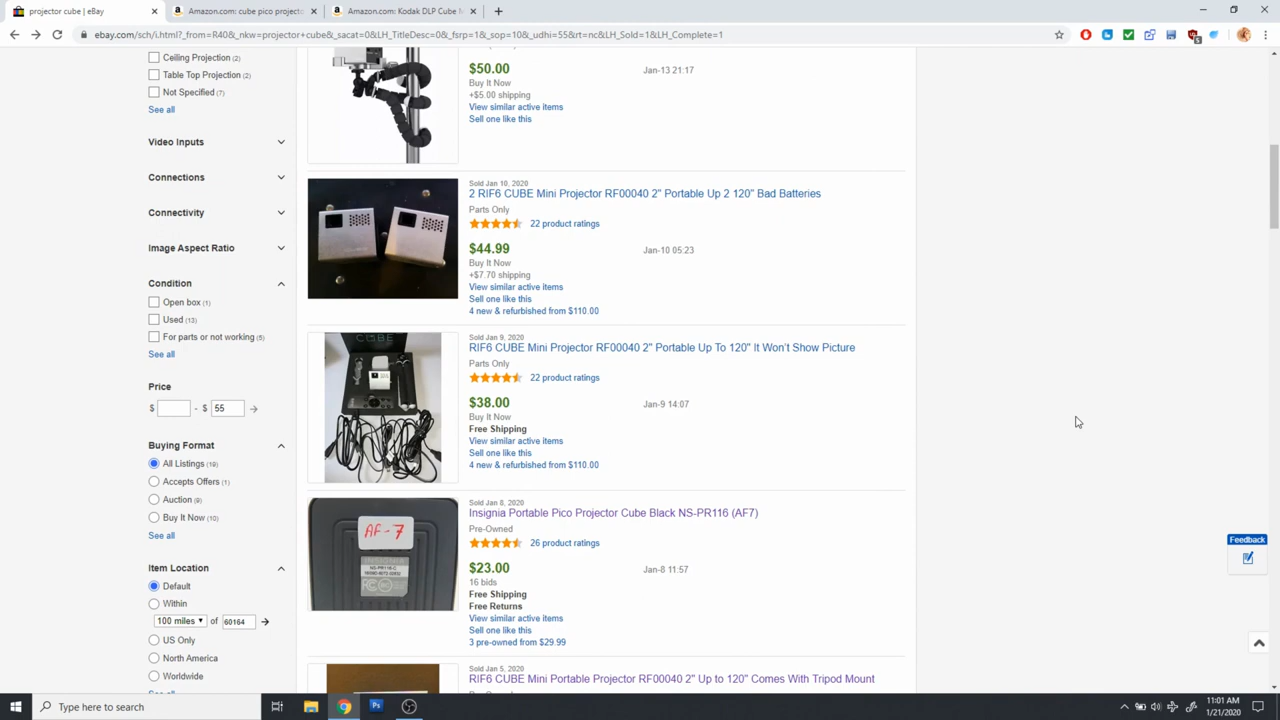 projector cube | eBay
Amazon.com: cube pico projecto
Amazon.com: Kodak DLP Cube M
ebay.com/sch/i.html?_from=R40&_nkw=projector+cube&_sacat=0&LH_TitleDesc=0&_fsrp=1&_sop=10&_udhi=55&rt=nc&LH_Sold=1&LH_Complete=1
Ceiling Projection (2)
Table Top Projection (2)
Not Specified (7)
See all
Video Inputs
Connections
Connectivity
Image Aspect Ratio
Condition
Open box (1)
Used (13)
For parts or not working (5)
See all
Price
$ - $ 55
Buying Format
All Listings (19)
Accepts Offers (1)
Auction (9)
Buy It Now (10)
See all
Item Location
Default
Within
100 miles of 60164
US Only
North America
Worldwide
$50.00 Jan-13 21:17
Buy It Now
+$5.00 shipping
View similar active items
Sell one like this
Sold Jan 10, 2020
2 RIF6 CUBE Mini Projector RF00040 2" Portable Up 2 120" Bad Batteries
Parts Only
22 product ratings
$44.99 Jan-10 05:23
Buy It Now
+$7.70 shipping
View similar active items
Sell one like this
4 new & refurbished from $110.00
CUBE
Sold Jan 9, 2020
RIF6 CUBE Mini Projector RF00040 2" Portable Up To 120" It Won't Show Picture
Parts Only
22 product ratings
$38.00 Jan-9 14:07
Buy It Now
Free Shipping
View similar active items
Sell one like this
4 new & refurbished from $110.00
AF-7
Sold Jan 8, 2020
Insignia Portable Pico Projector Cube Black NS-PR116 (AF7)
Pre-Owned
26 product ratings
$23.00 Jan-8 11:57
16 bids
Free Shipping
Free Returns
View similar active items
Sell one like this
3 pre-owned from $29.99
Sold Jan 5, 2020
RIF6 CUBE Mini Portable Projector RF00040 2" Up to 120" Comes With Tripod Mount
Feedback
Type here to search
Ps
11:01 AM
1/21/2020